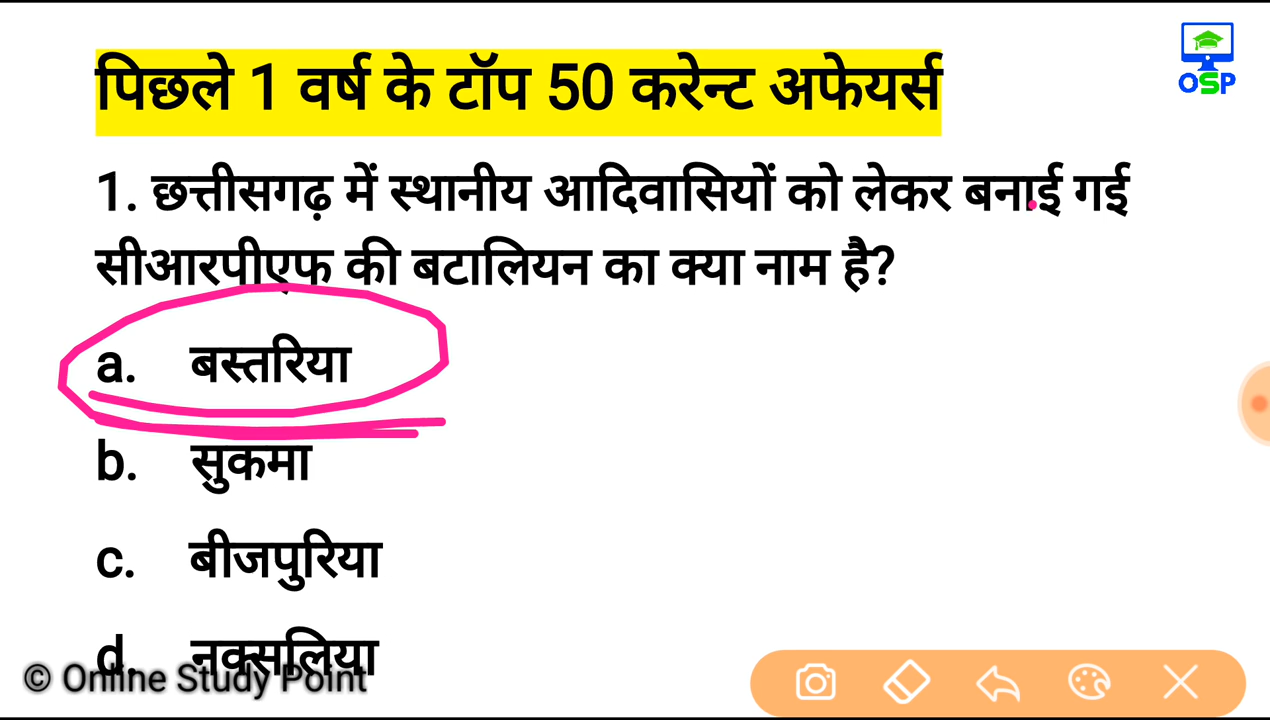 पिछले 1 वर्ष के टॉप 50 करेन्ट अफेयर्स
OSP
1. छत्तीसगढ़ में स्थानीय आदिवासियों को लेकर बनाई गई
सीआरपीएफ की बटालियन का क्या नाम है?
a. बस्तरिया
b. सुकमा
c. बीजपुरिया
d. नक्सलिया
© Online Study Point